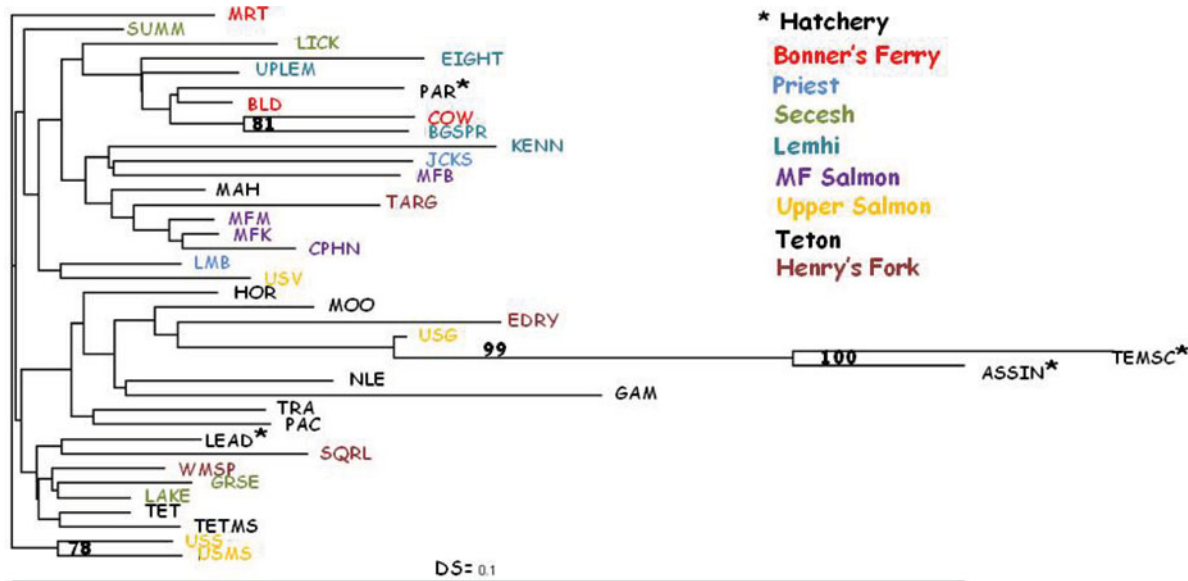 MRT
SUMM
LICK
EIGHT
UPLEM
PAR*
BLD
COW
81
BGSPR
KENN
JCKS
MFB
MAH
TARG
MFM
MFK
CPHN
LMB
USV
HOR
MOO
EDRY
USG
99
100
TEMSC*
ASSIN*
NLE
GAM
TRA
PAC
LEAD*
SQRL
WMSP
GRSE
LAKE
TET
TETMS
USS
78
USMS
DS= 0.1
* Hatchery
Bonner's Ferry
Priest
Secesh
Lemhi
MF Salmon
Upper Salmon
Teton
Henry's Fork